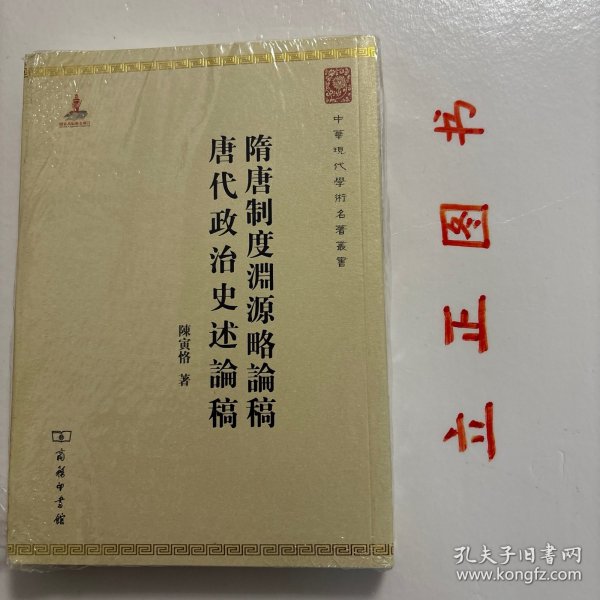 中華現代學術名著叢書
隋唐制度淵源略論稿
唐代政治史述論稿
陳寅恪 著
商務印書館
立正图书
孔夫子旧书网
www.kongfz.com